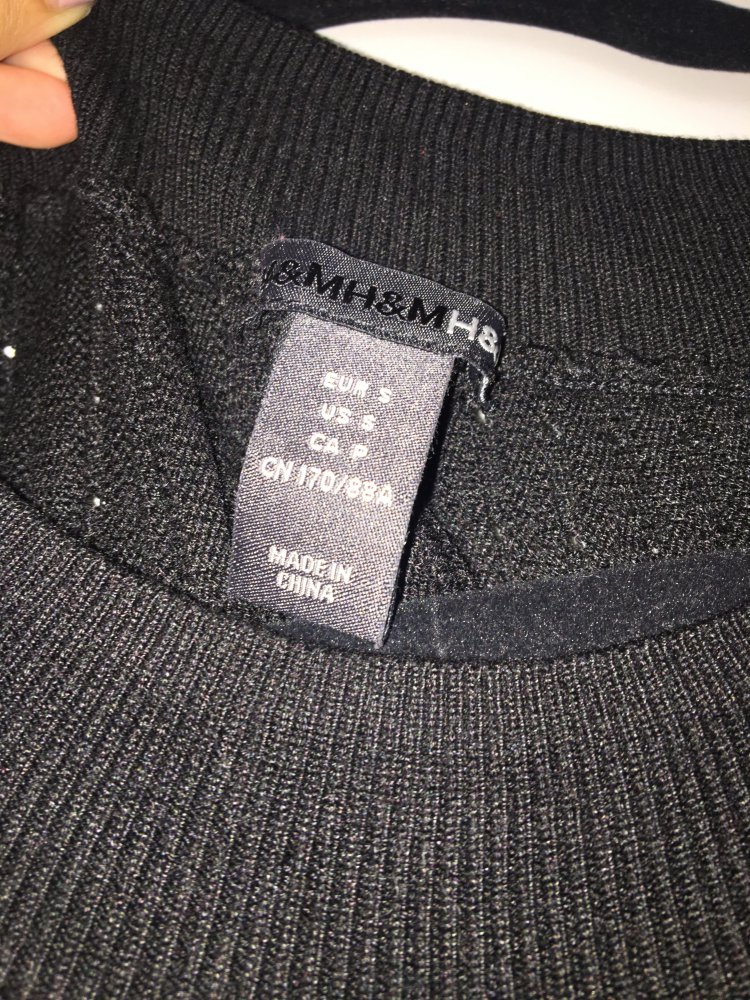 &MH&MH&
EUR S
US S
CA P
CN 170/88A
MADE IN
CHINA